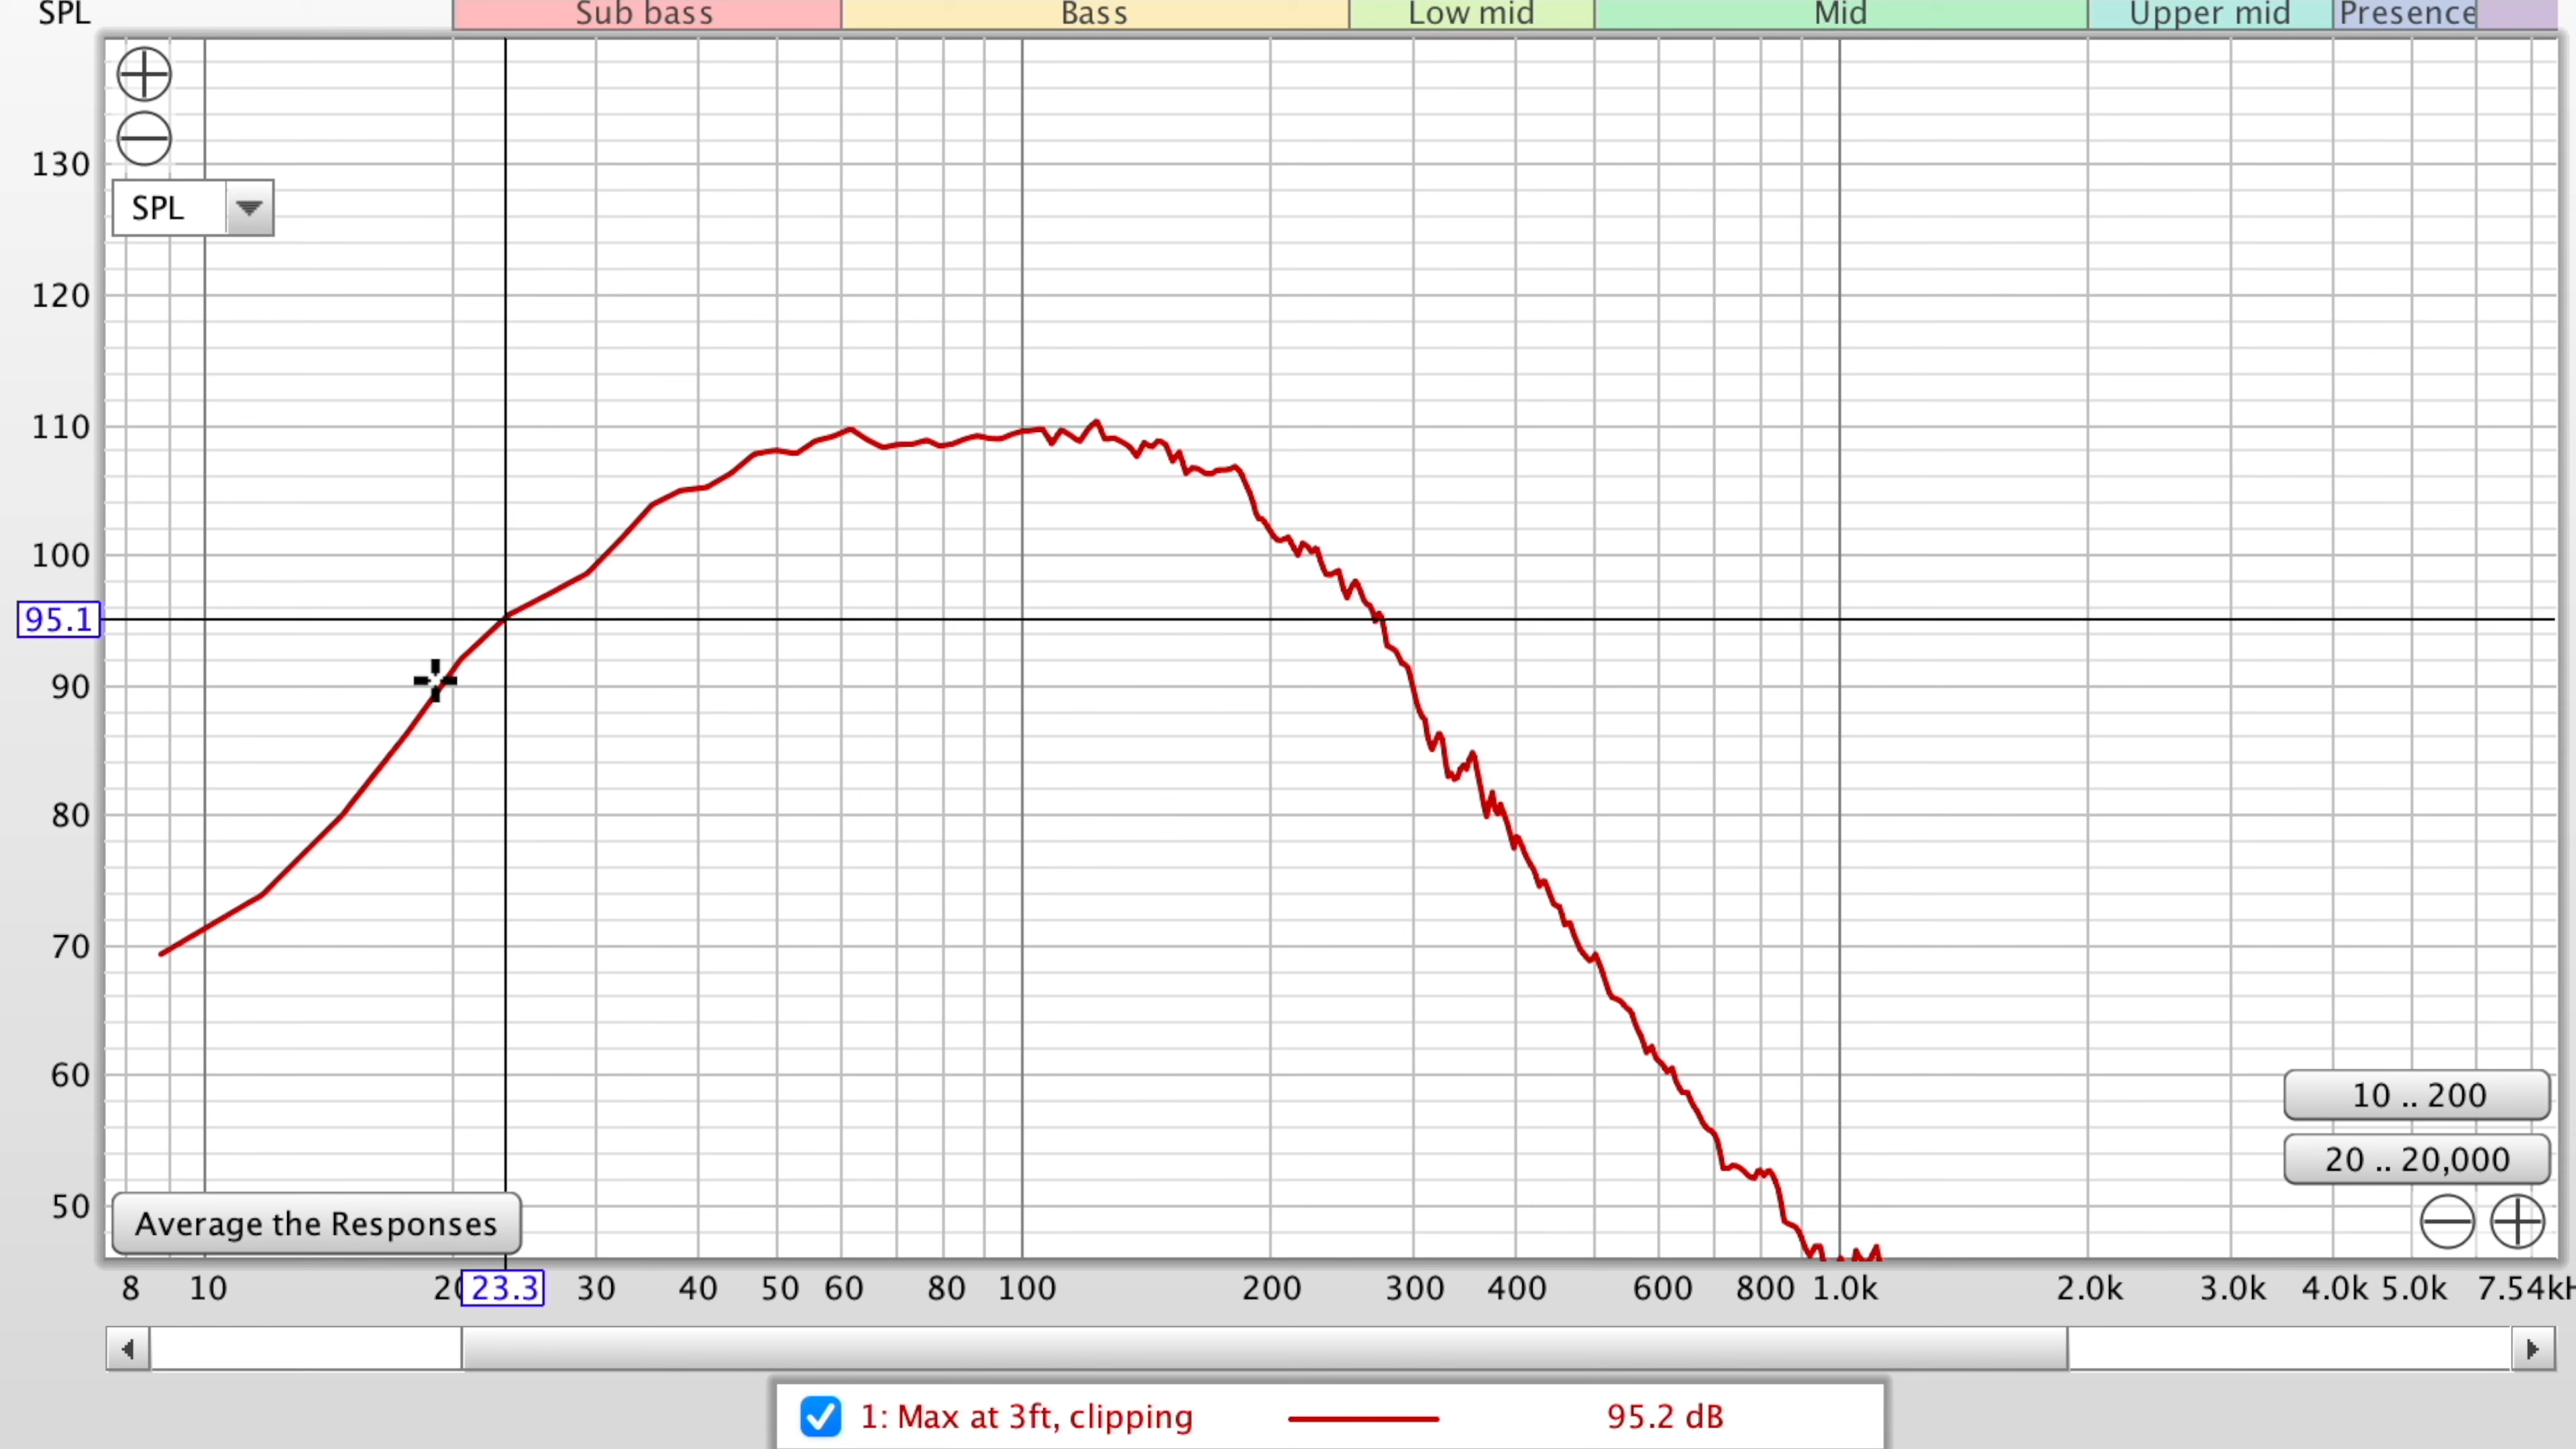 SPL
Sub bass Bass Low mid Mid Upper mid Presence
130
SPL
120
110
100
95.1
90
80
70
60
10 .. 200
20 .. 20,000
50
Average the Responses
8 10 23.3 30 40 50 60 80 100 200 300 400 600 800 1.0k 2.0k 3.0k 4.0k 5.0k 7.54kH
1: Max at 3ft, clipping 95.2 dB